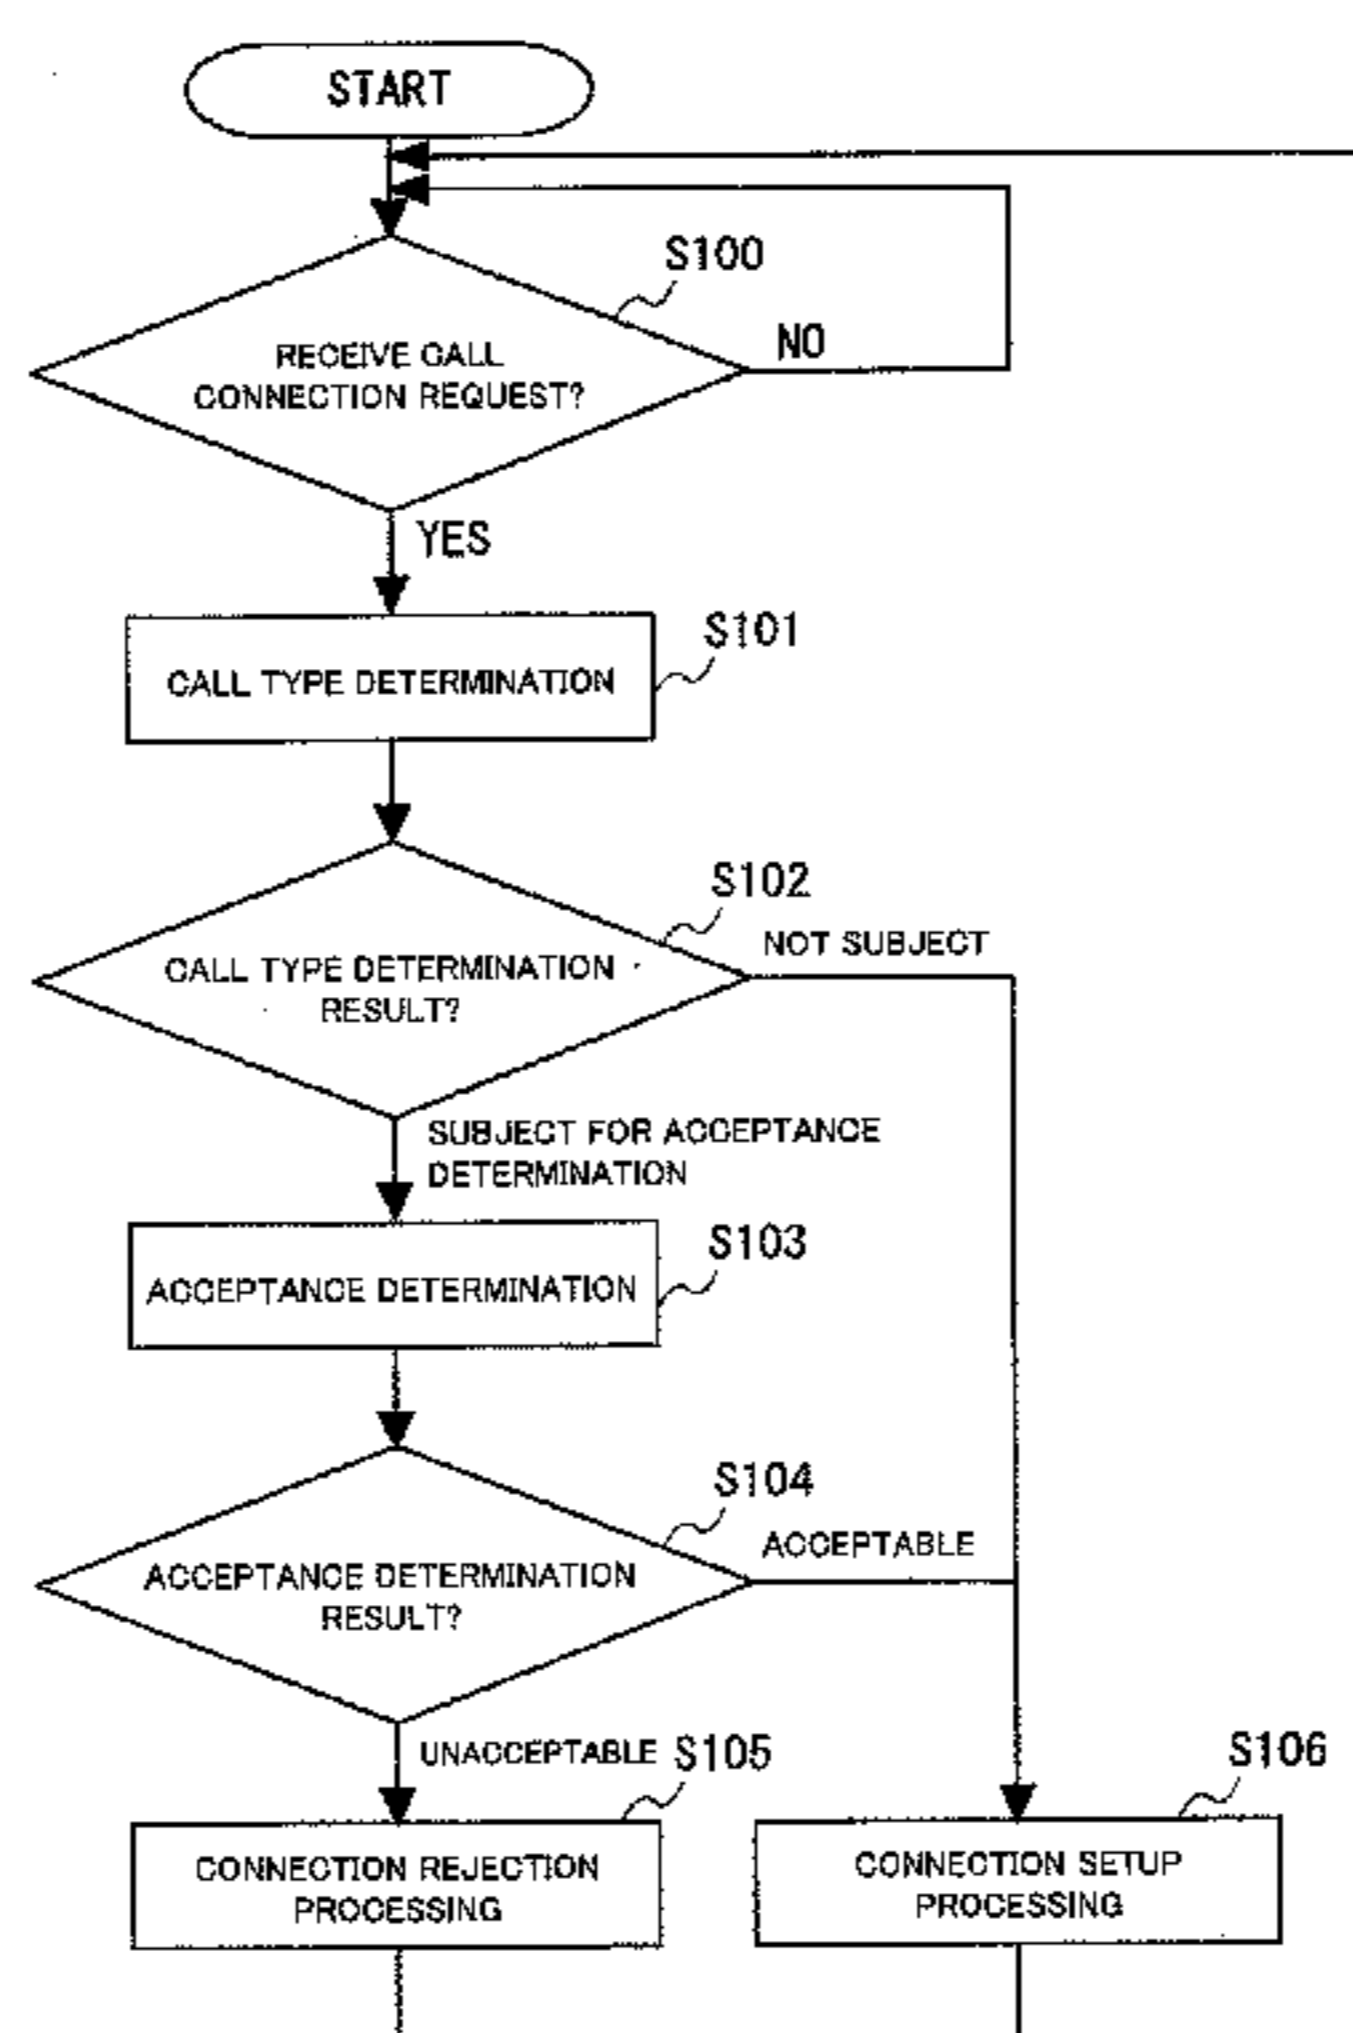 START
S100
RECEIVE CALL
CONNECTION REQUEST?
NO
YES
S101
CALL TYPE DETERMINATION
S102
NOT SUBJECT
CALL TYPE DETERMINATION
RESULT?
SUBJECT FOR ACCEPTANCE
DETERMINATION
S103
ACCEPTANCE DETERMINATION
S104
ACCEPTABLE
ACCEPTANCE DETERMINATION
RESULT?
UNACCEPTABLE
S105
S106
CONNECTION REJECTION
PROCESSING
CONNECTION SETUP
PROCESSING